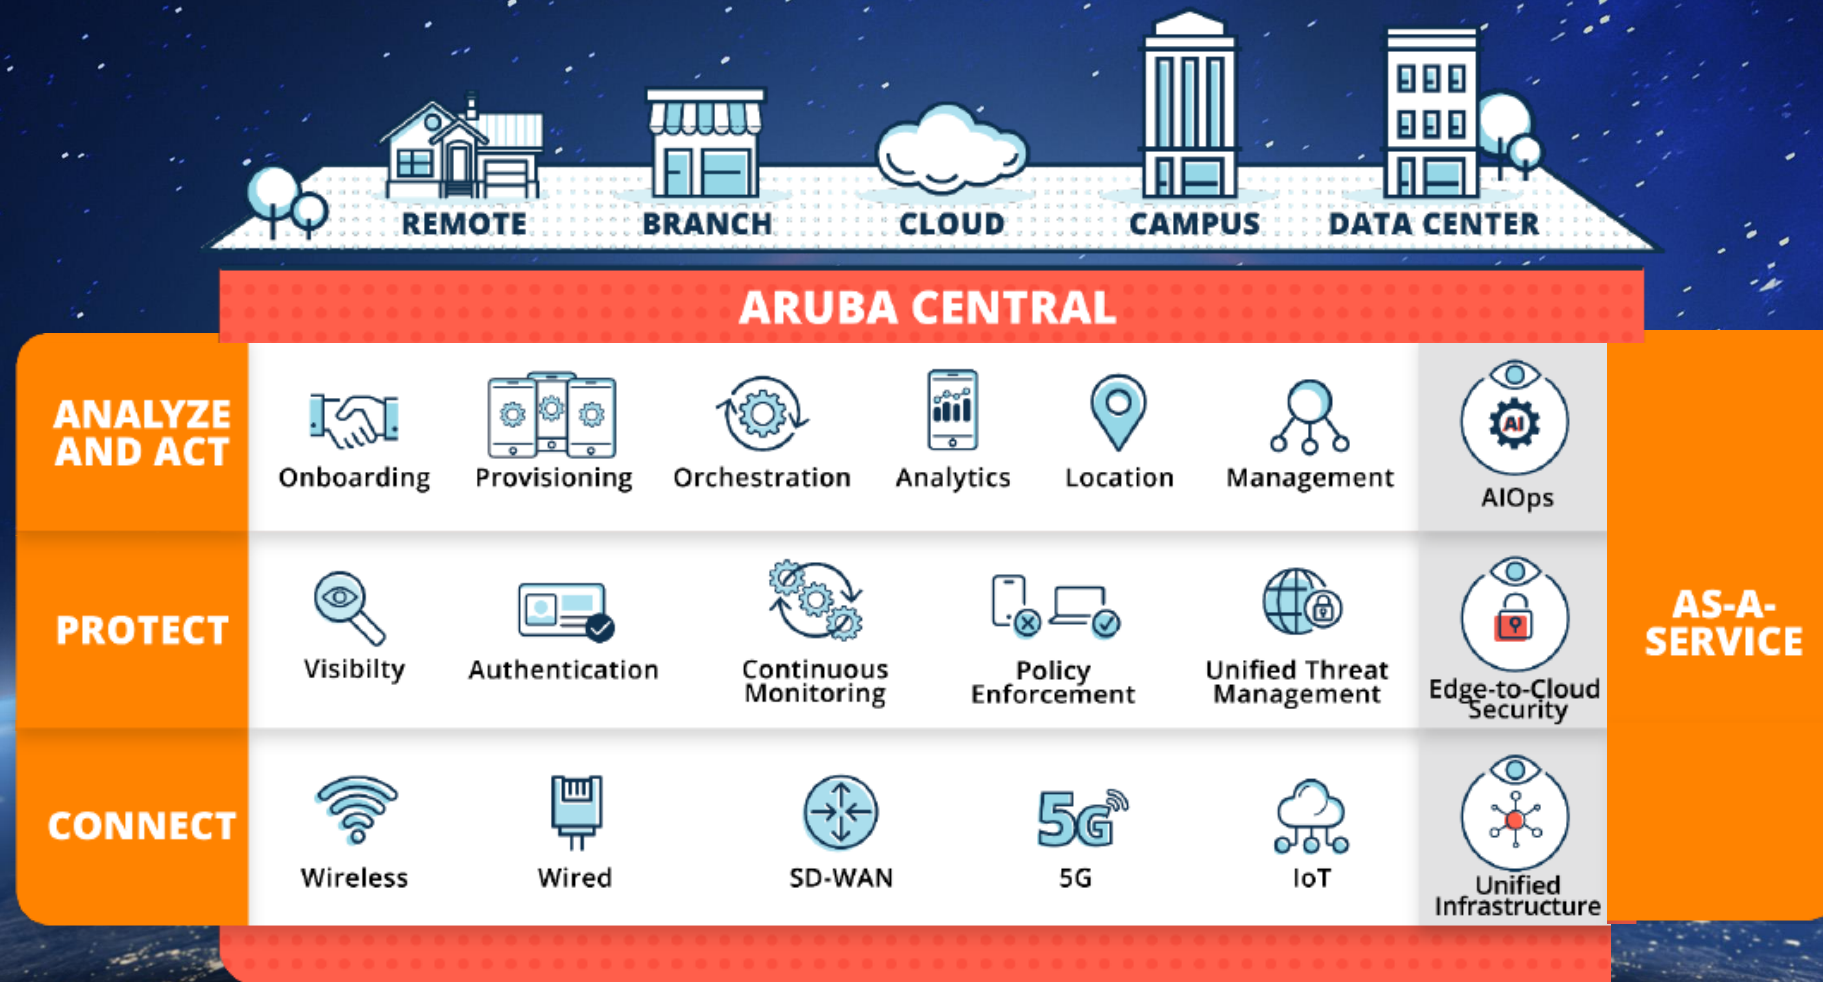 REMOTE
BRANCH
CLOUD
CAMPUS
DATA CENTER
ARUBA CENTRAL
ANALYZE
AND ACT
Onboarding
Provisioning
Orchestration
Analytics
Location
Management
AI
AIOps
PROTECT
Visibilty
Authentication
Continuous
Monitoring
Policy
Enforcement
Unified Threat
Management
Edge-to-Cloud
Security
AS-A-
SERVICE
CONNECT
Wireless
Wired
SD-WAN
5G
5G
IoT
Unified
Infrastructure